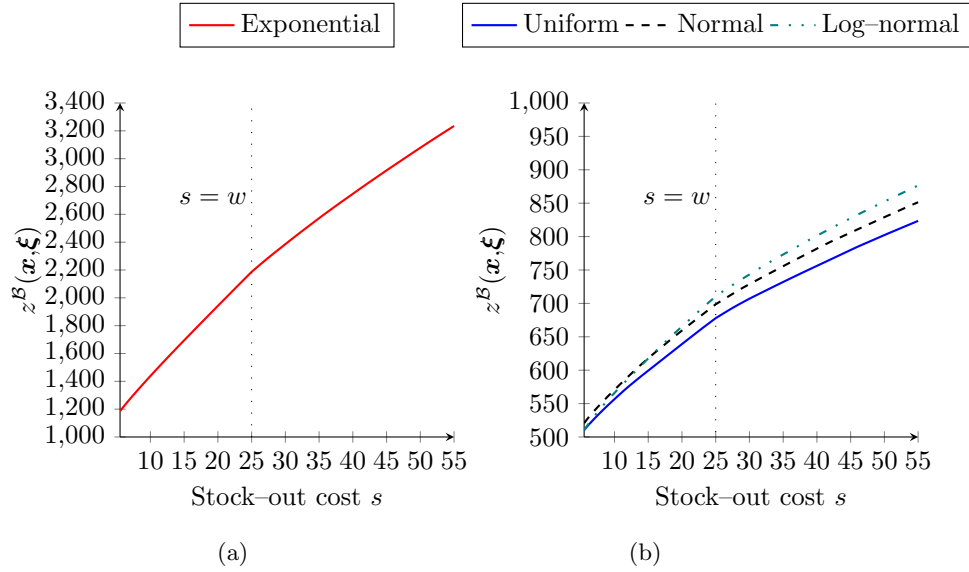 Exponential
Uniform Normal Log–normal
3,400
3,200
3,000
2,800
2,600
2,400
2,200
2,000
1,800
1,600
1,400
1,200
1,000
z^ℬ(x,ξ)
s = w
10 15 20 25 30 35 40 45 50 55
Stock–out cost s
(a)
1,000
950
900
850
800
750
700
650
600
550
500
z^ℬ(x,ξ)
s = w
10 15 20 25 30 35 40 45 50 55
Stock–out cost s
(b)